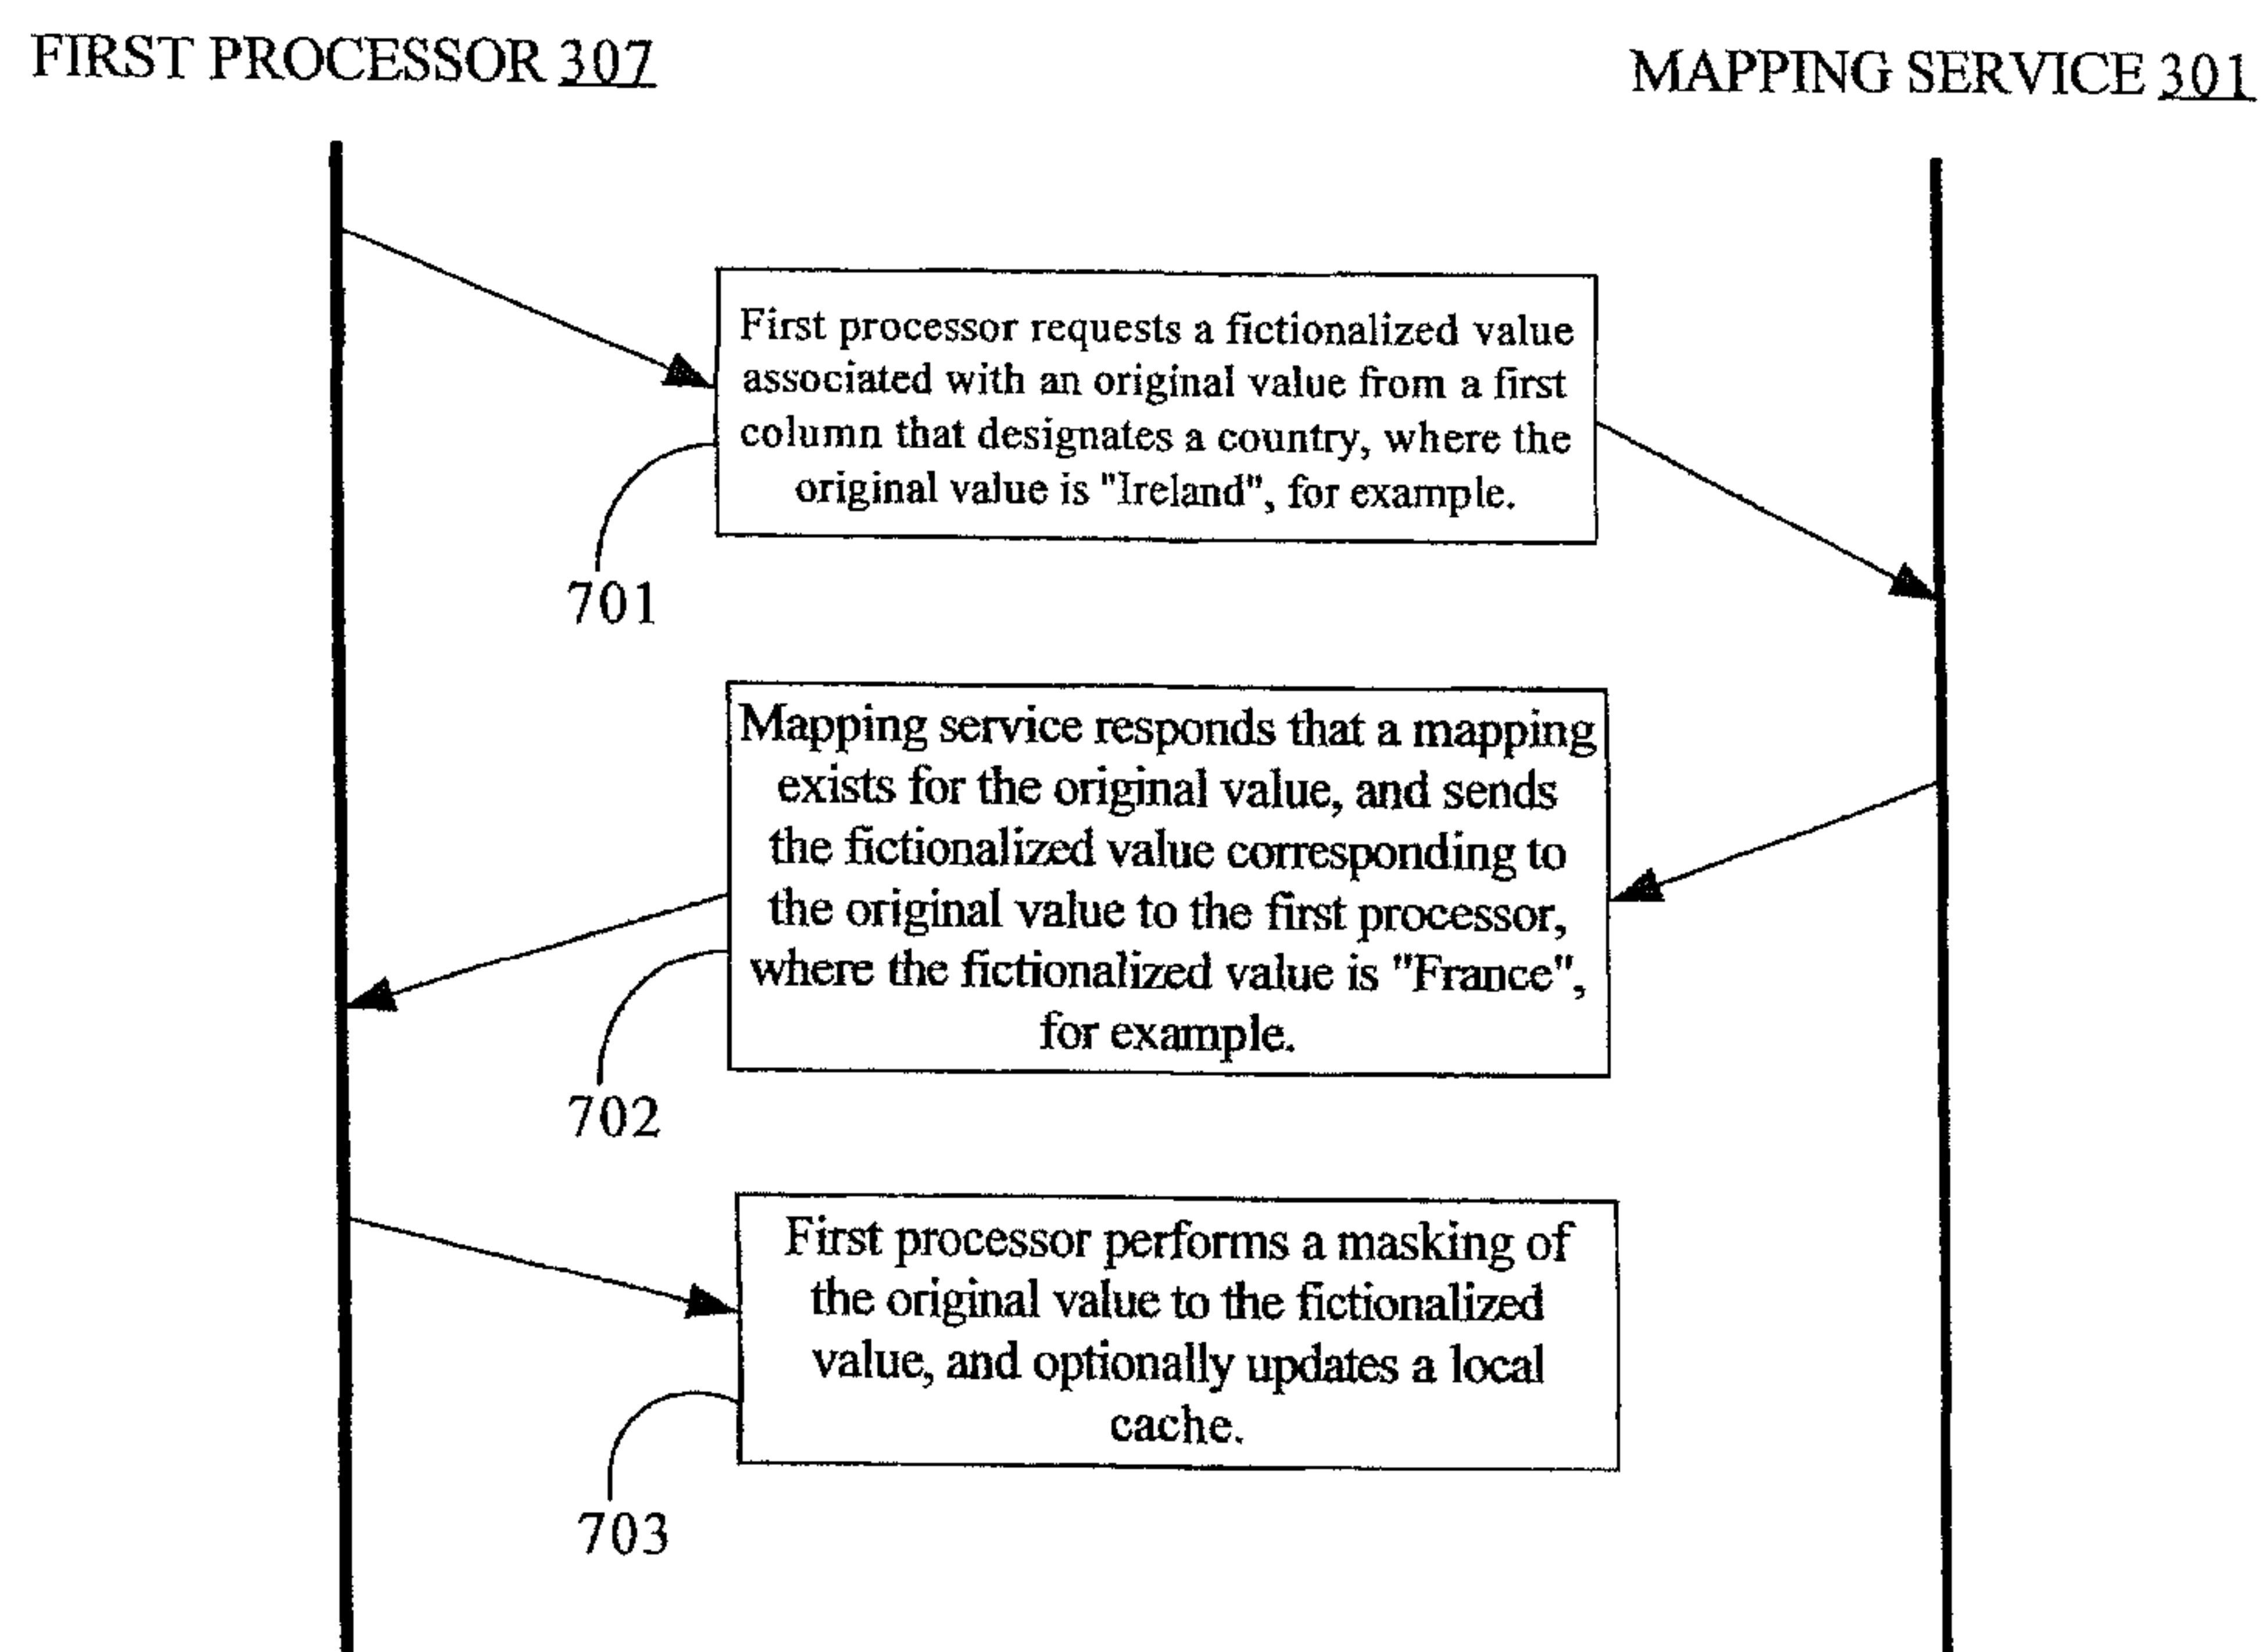 FIRST PROCESSOR 307
MAPPING SERVICE 301
First processor requests a fictionalized value
associated with an original value from a first
column that designates a country, where the
original value is "Ireland", for example.
701
Mapping service responds that a mapping
exists for the original value, and sends
the fictionalized value corresponding to
the original value to the first processor,
where the fictionalized value is "France",
for example.
702
First processor performs a masking of
the original value to the fictionalized
value, and optionally updates a local
cache.
703